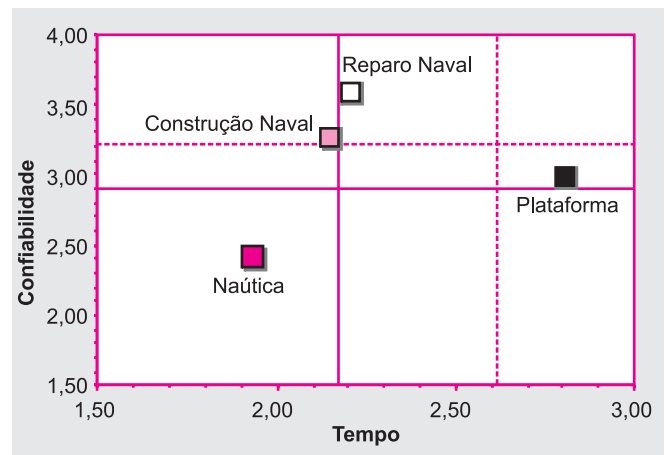 4,00
3,50
3,00
2,50
2,00
1,50
Confiabilidade
Reparo Naval
Construção Naval
Plataforma
Naútica
1,50
2,00
2,50
3,00
Tempo